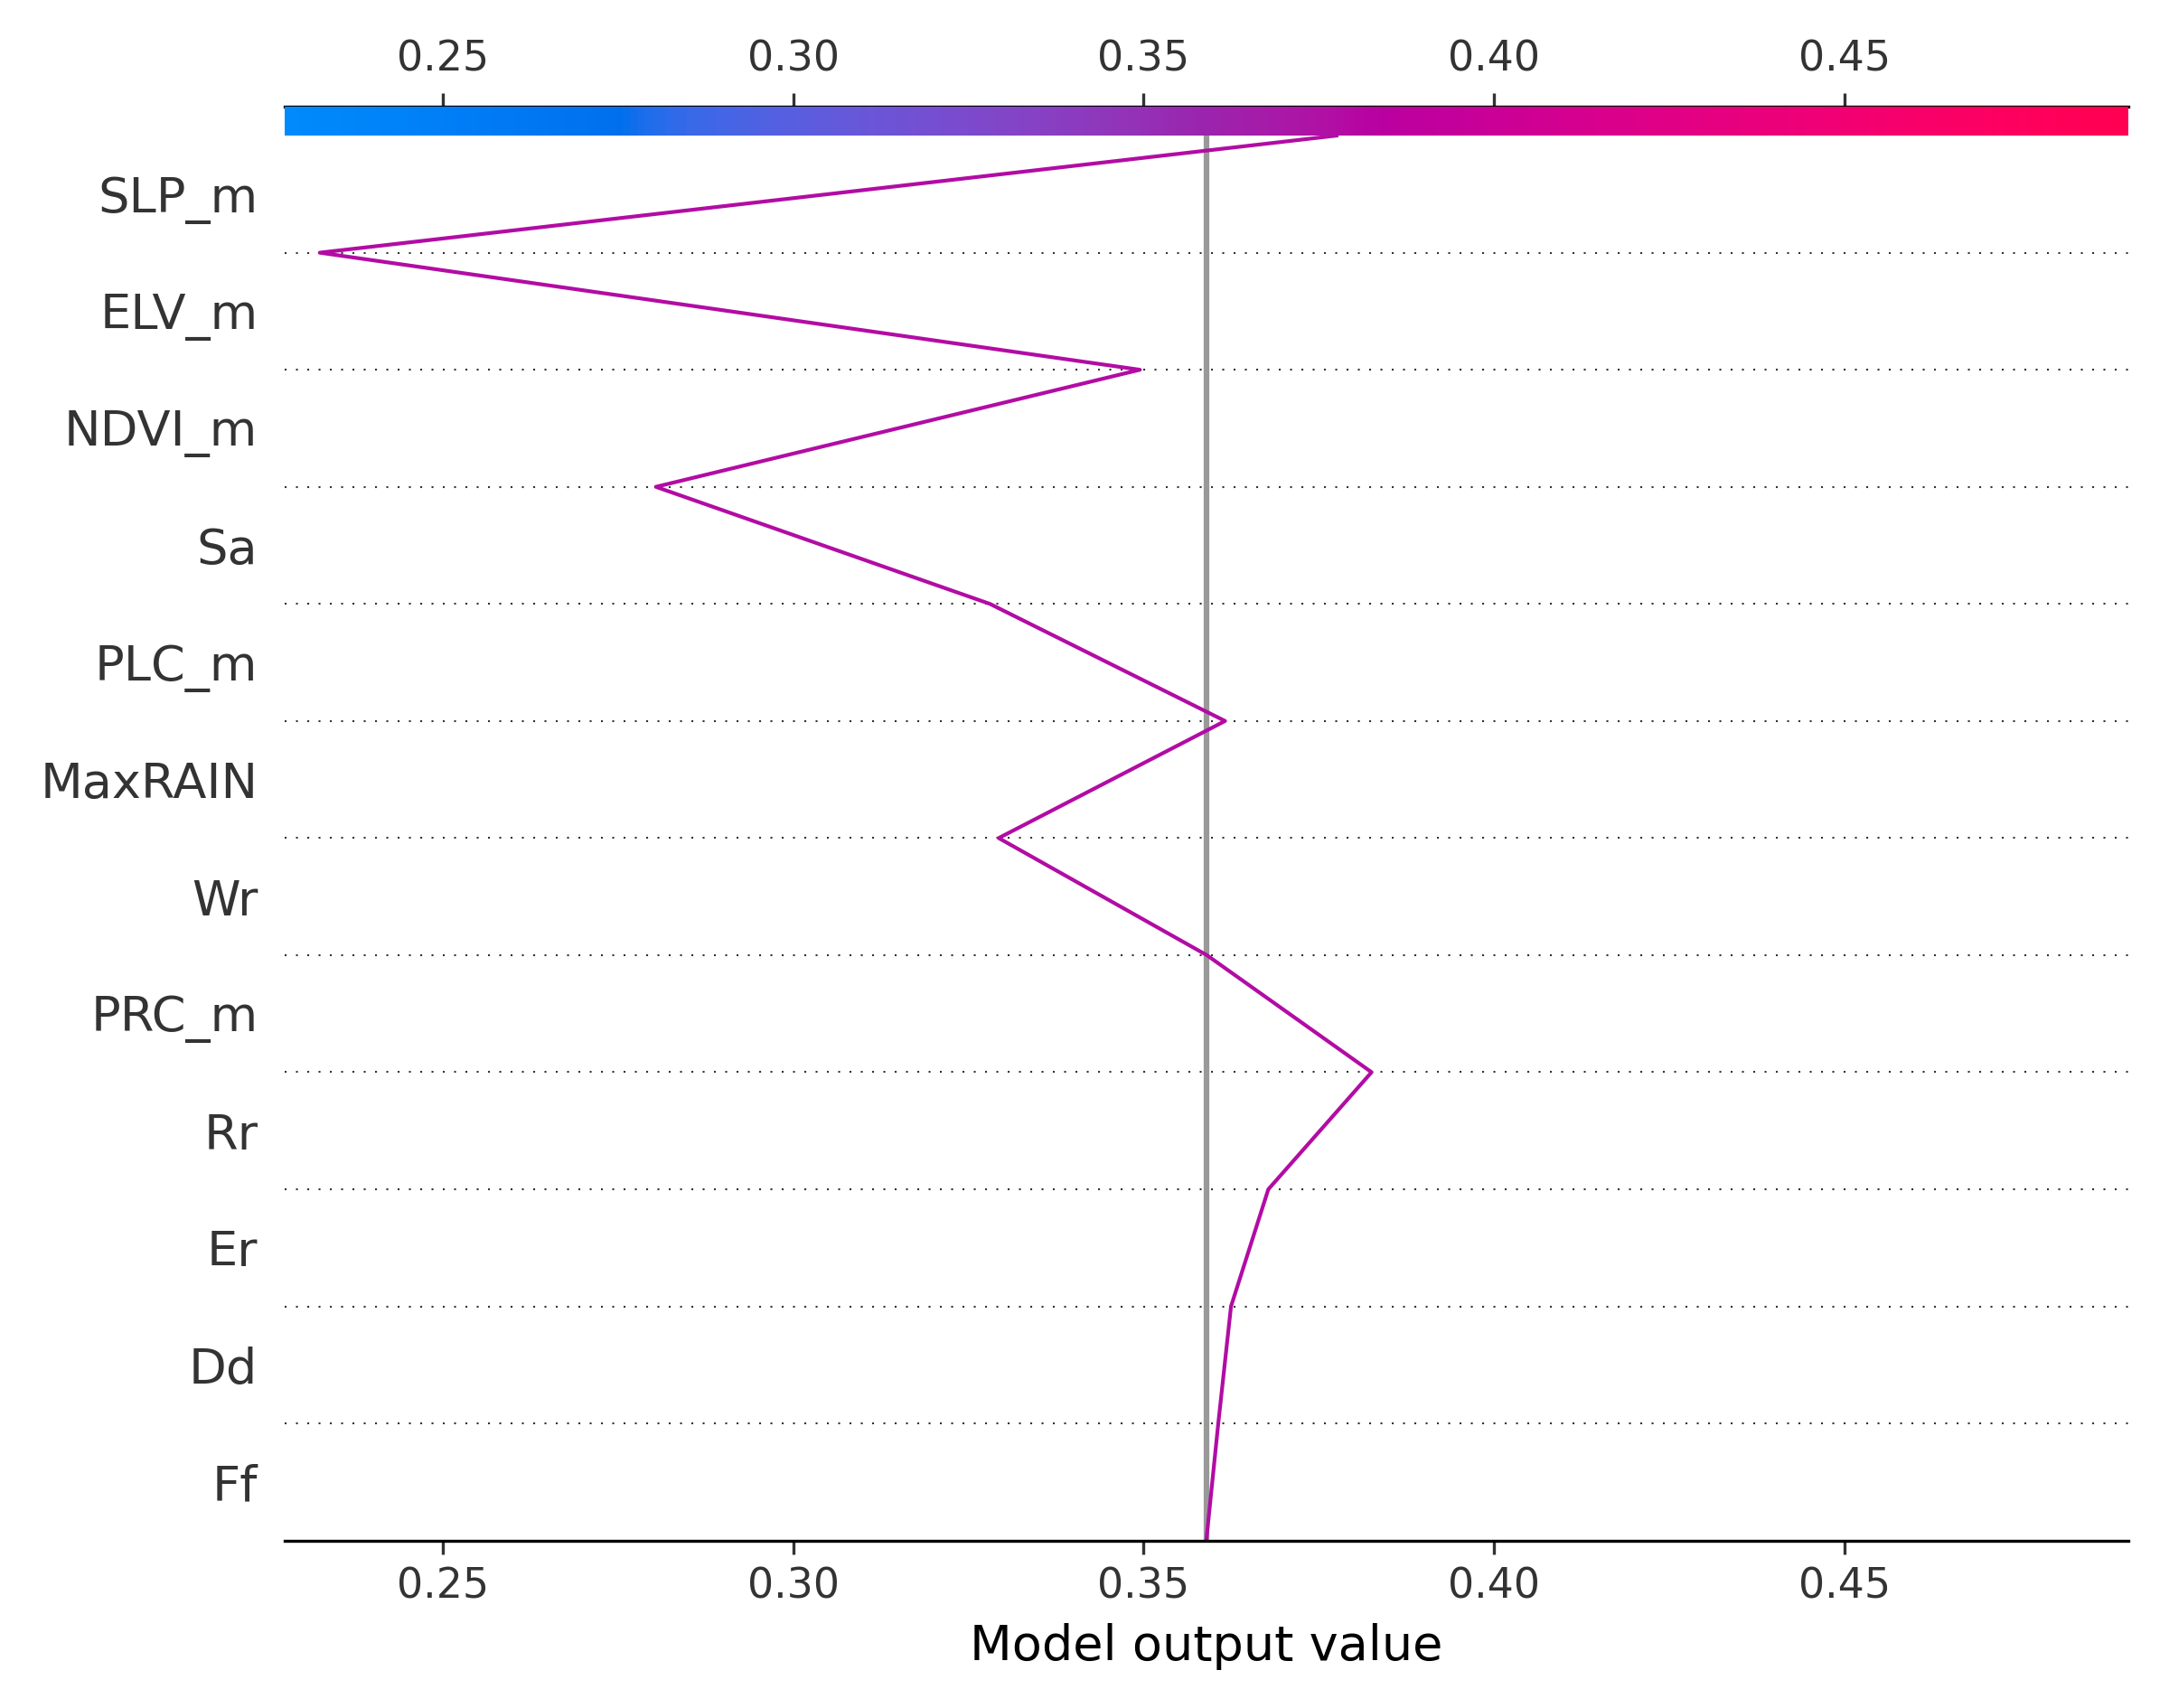 0.25 0.30 0.35 0.40 0.45
SLP_m
ELV_m
NDVI_m
Sa
PLC_m
MaxRAIN
Wr
PRC_m
Rr
Er
Dd
Ff
0.25 0.30 0.35 0.40 0.45
Model output value